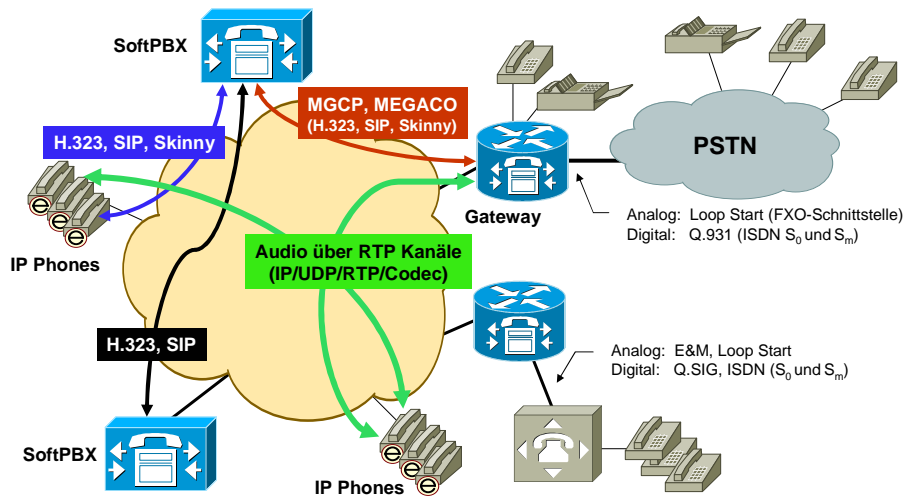 SoftPBX
MGCP, MEGACO
(H.323, SIP, Skinny)
H.323, SIP, Skinny
PSTN
Gateway
Analog: Loop Start (FXO-Schnittstelle)
Digital: Q.931 (ISDN S0 und Sm)
IP Phones
Audio über RTP Kanäle
(IP/UDP/RTP/Codec)
H.323, SIP
Analog: E&M, Loop Start
Digital: Q.SIG, ISDN (S0 und Sm)
SoftPBX
IP Phones
e
e
e
e
e
e